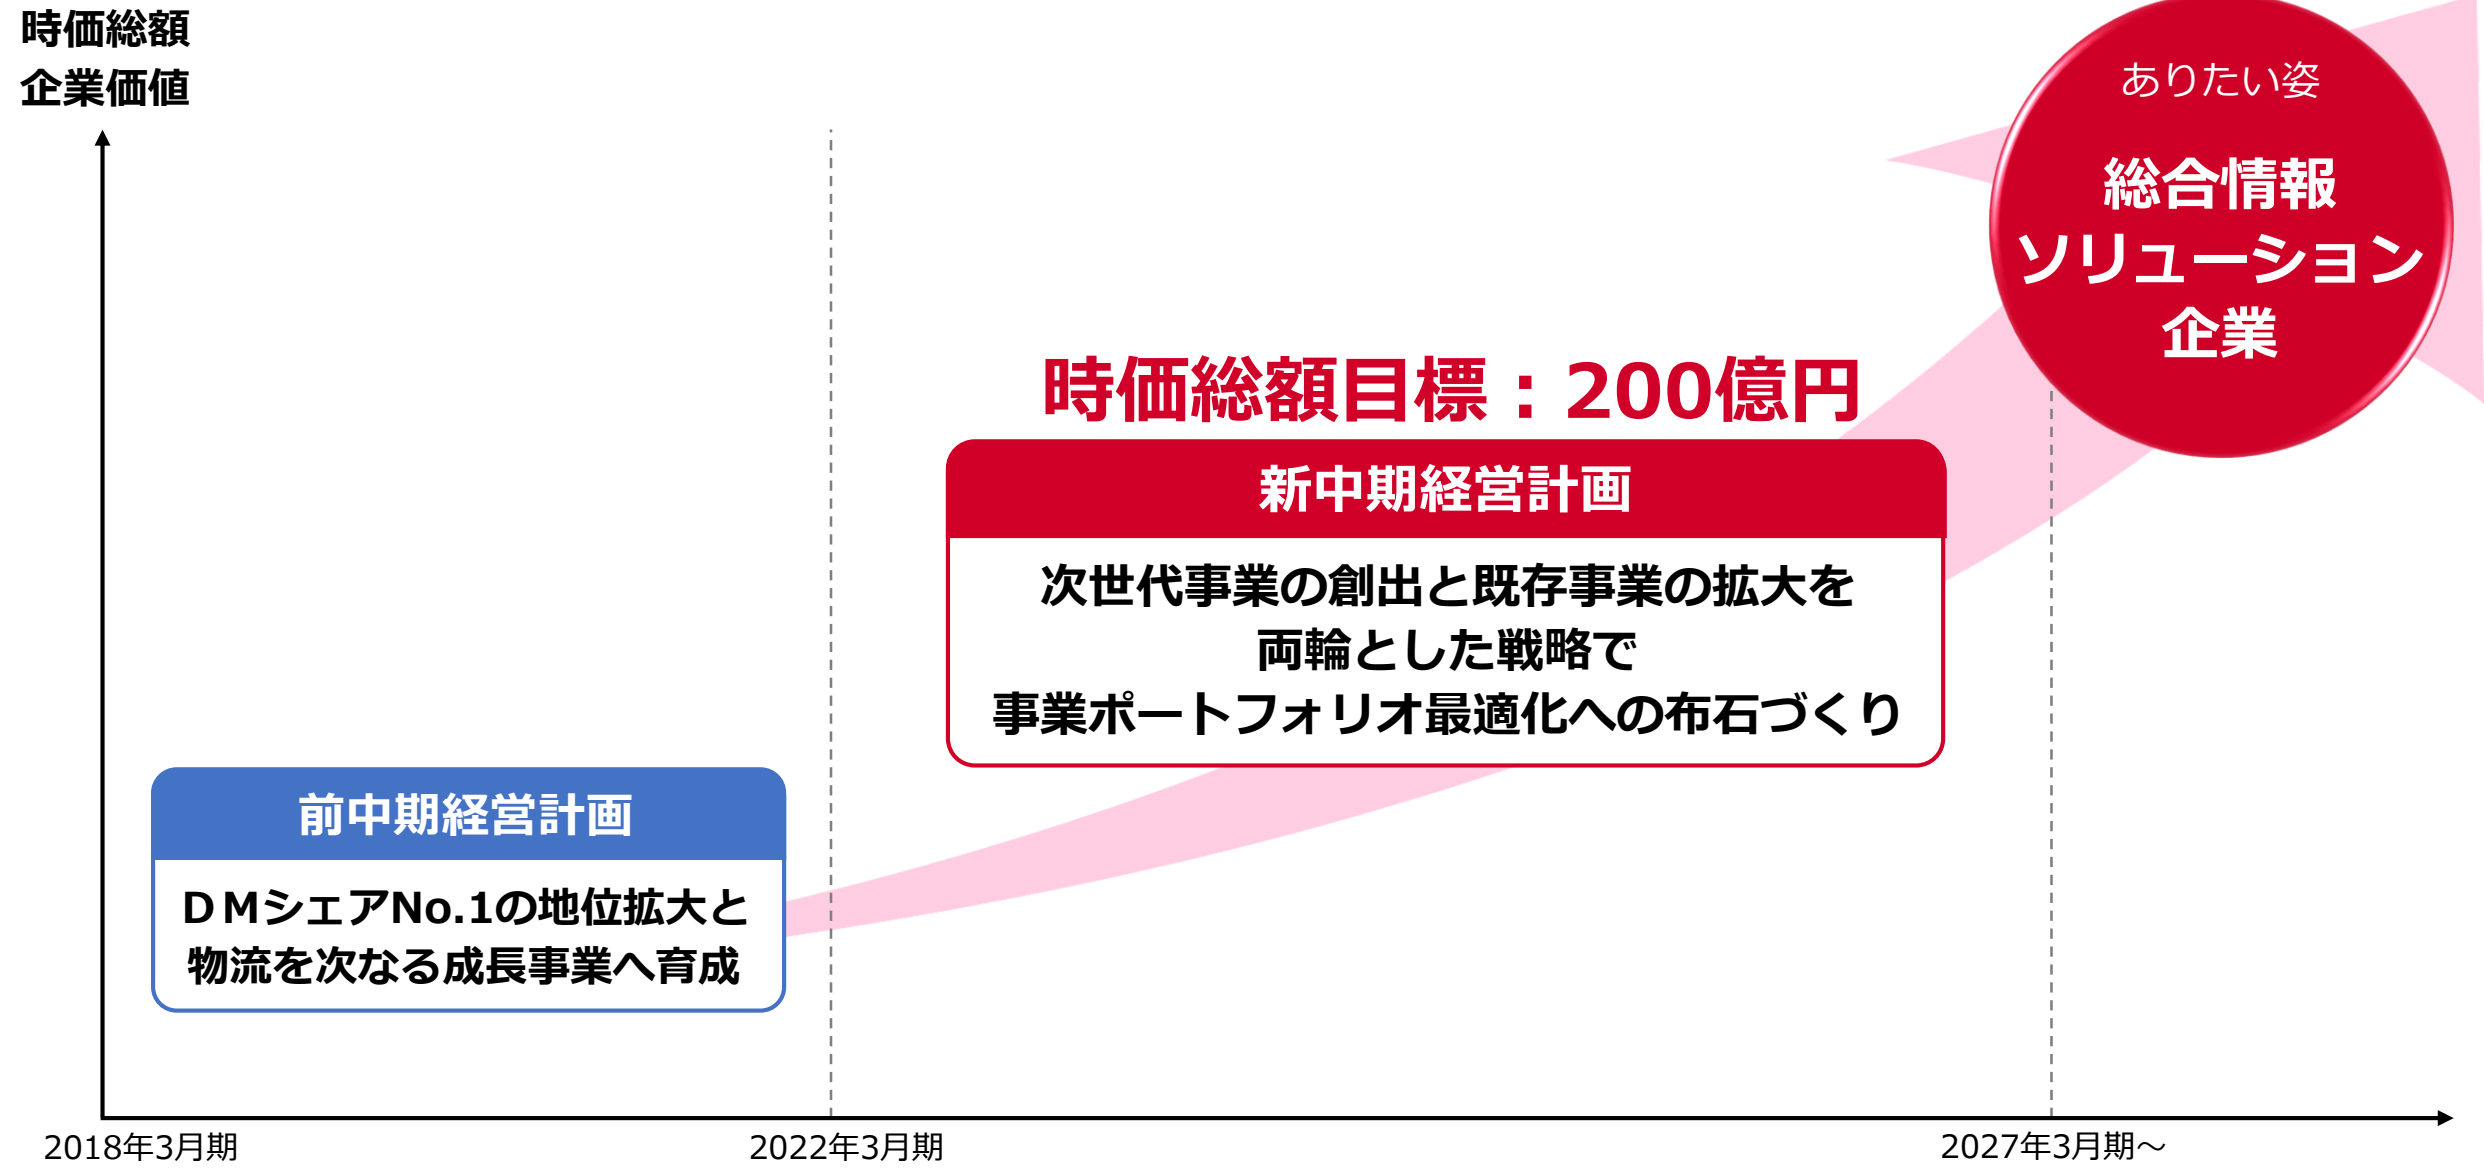 時価総額
企業価値
ありたい姿
総合情報
ソリューション
企業
時価総額目標：200億円
新中期経営計画
次世代事業の創出と既存事業の拡大を
両輪とした戦略で
事業ポートフォリオ最適化への布石づくり
前中期経営計画
ＤＭシェアNo.1の地位拡大と
物流を次なる成長事業へ育成
2018年3月期
2022年3月期
2027年3月期～